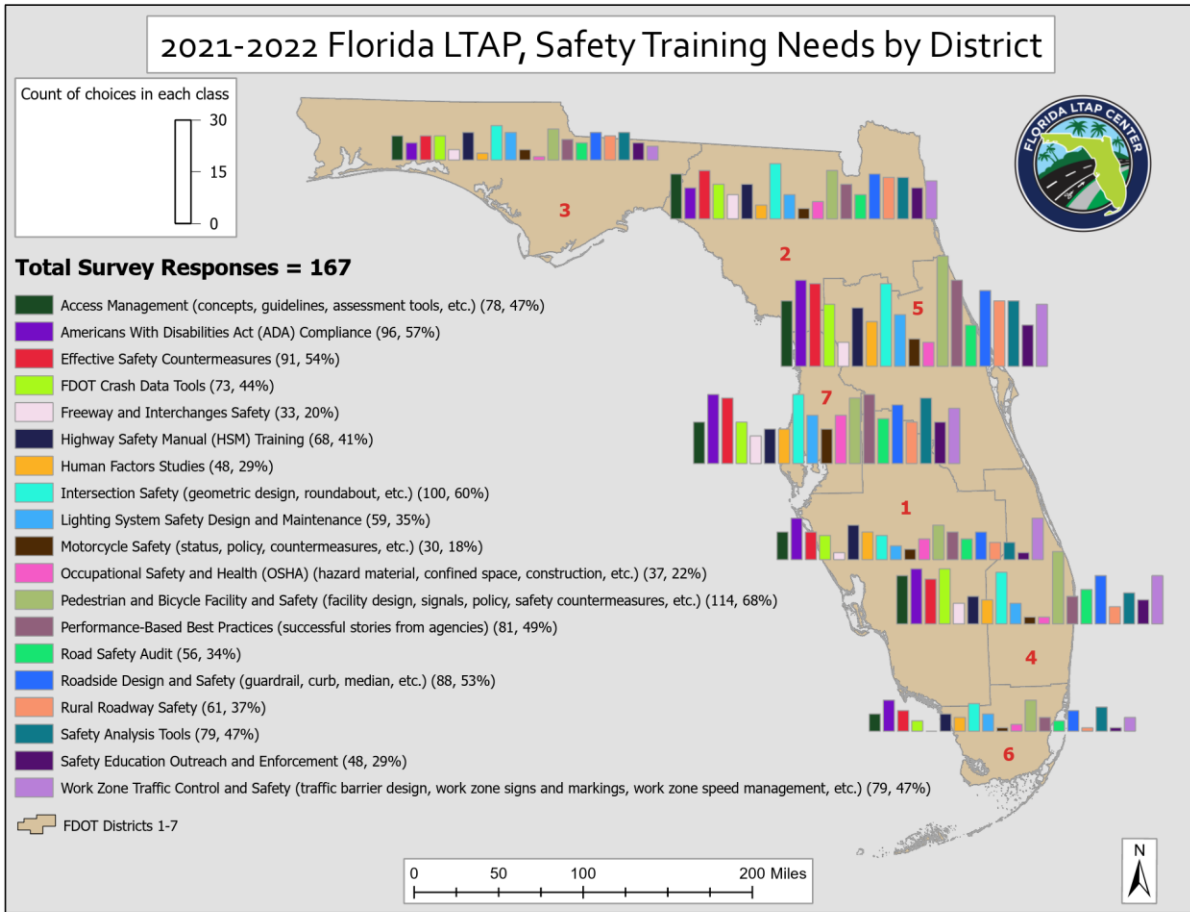 2021-2022 Florida LTAP, Safety Training Needs by District
Count of choices in each class
30
15
0
FLORIDA LTAP CENTER
3
2
5
7
1
4
6
Total Survey Responses = 167
Access Management (concepts, guidelines, assessment tools, etc.) (78, 47%)
Americans With Disabilities Act (ADA) Compliance (96, 57%)
Effective Safety Countermeasures (91, 54%)
FDOT Crash Data Tools (73, 44%)
Freeway and Interchanges Safety (33, 20%)
Highway Safety Manual (HSM) Training (68, 41%)
Human Factors Studies (48, 29%)
Intersection Safety (geometric design, roundabout, etc.) (100, 60%)
Lighting System Safety Design and Maintenance (59, 35%)
Motorcycle Safety (status, policy, countermeasures, etc.) (30, 18%)
Occupational Safety and Health (OSHA) (hazard material, confined space, construction, etc.) (37, 22%)
Pedestrian and Bicycle Facility and Safety (facility design, signals, policy, safety countermeasures, etc.) (114, 68%)
Performance-Based Best Practices (successful stories from agencies) (81, 49%)
Road Safety Audit (56, 34%)
Roadside Design and Safety (guardrail, curb, median, etc.) (88, 53%)
Rural Roadway Safety (61, 37%)
Safety Analysis Tools (79, 47%)
Safety Education Outreach and Enforcement (48, 29%)
Work Zone Traffic Control and Safety (traffic barrier design, work zone signs and markings, work zone speed management, etc.) (79, 47%)
FDOT Districts 1-7
0 50 100 200 Miles
N